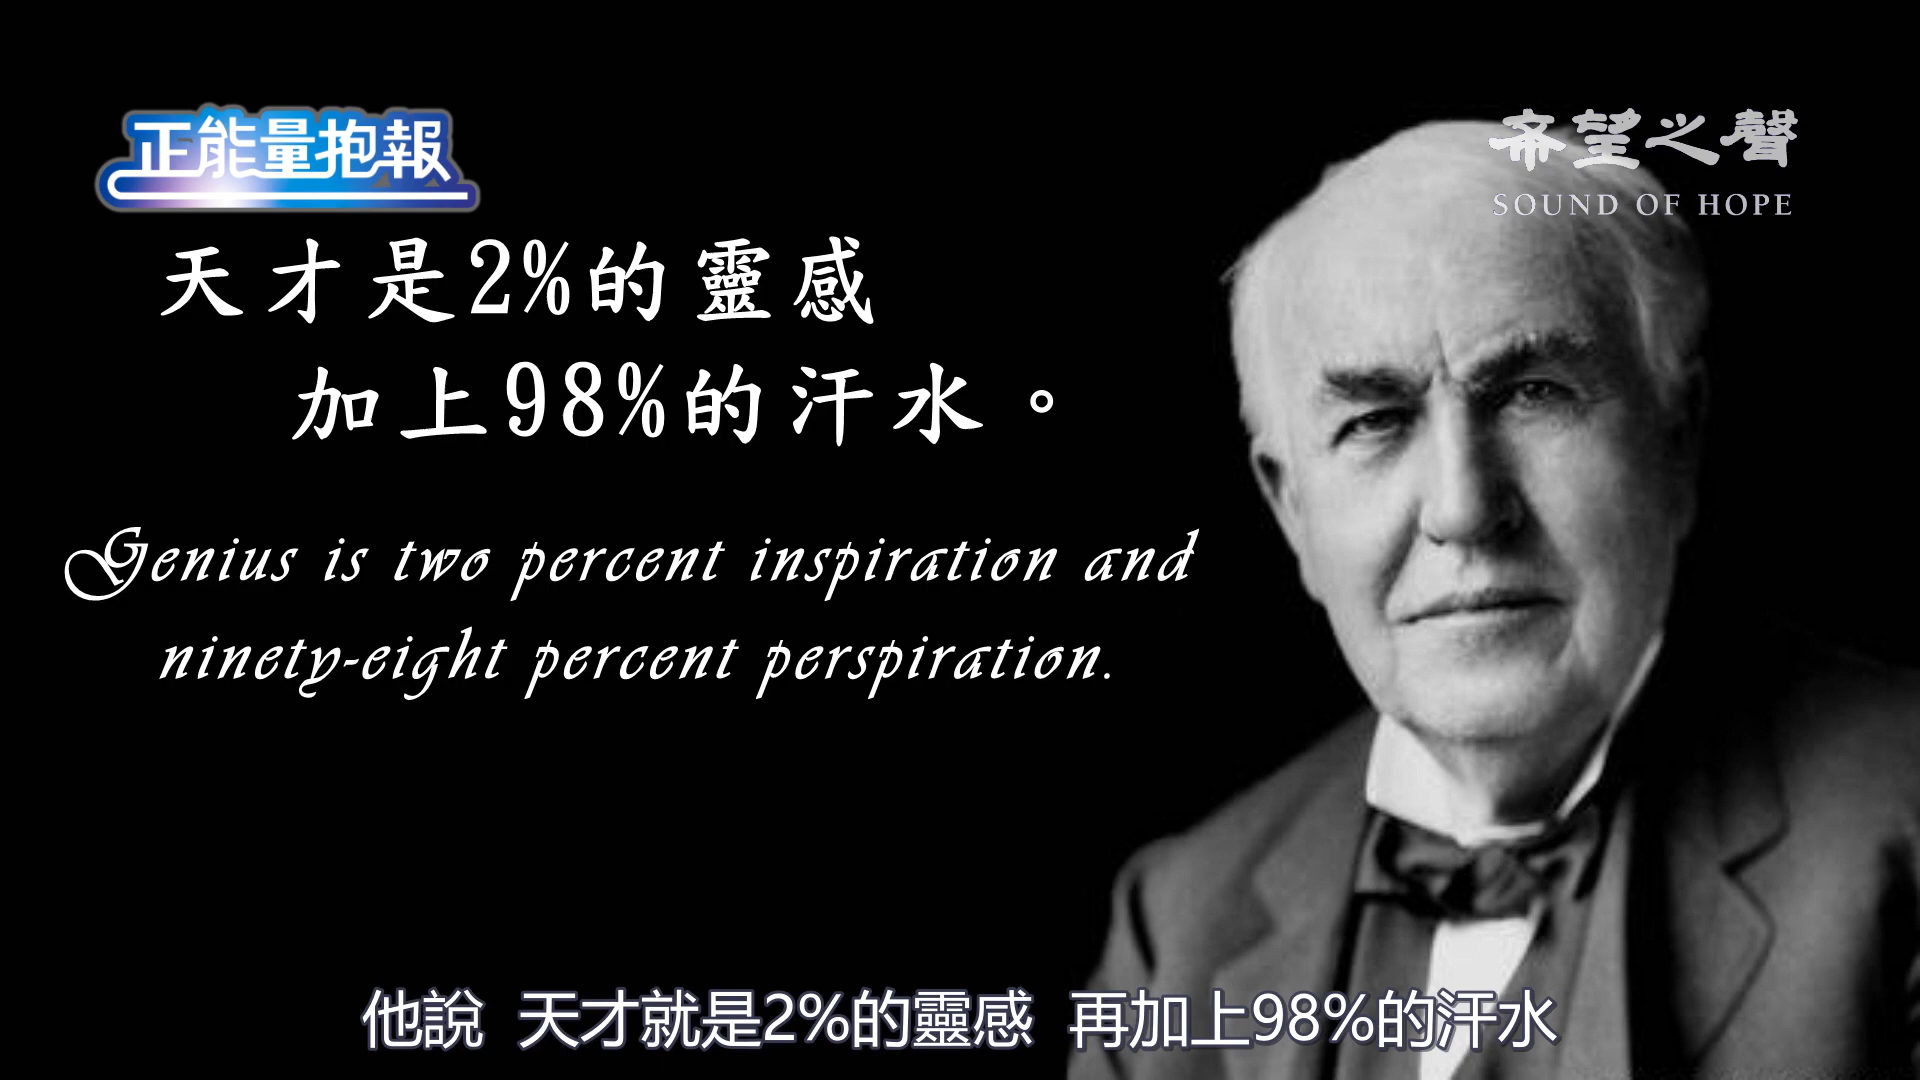 正能量抱報
希望之聲
SOUND OF HOPE
天才是2%的靈感
加上98%的汗水。
Genius is two percent inspiration and
ninety-eight percent perspiration.
他說 天才就是2%的靈感 再加上98%的汗水